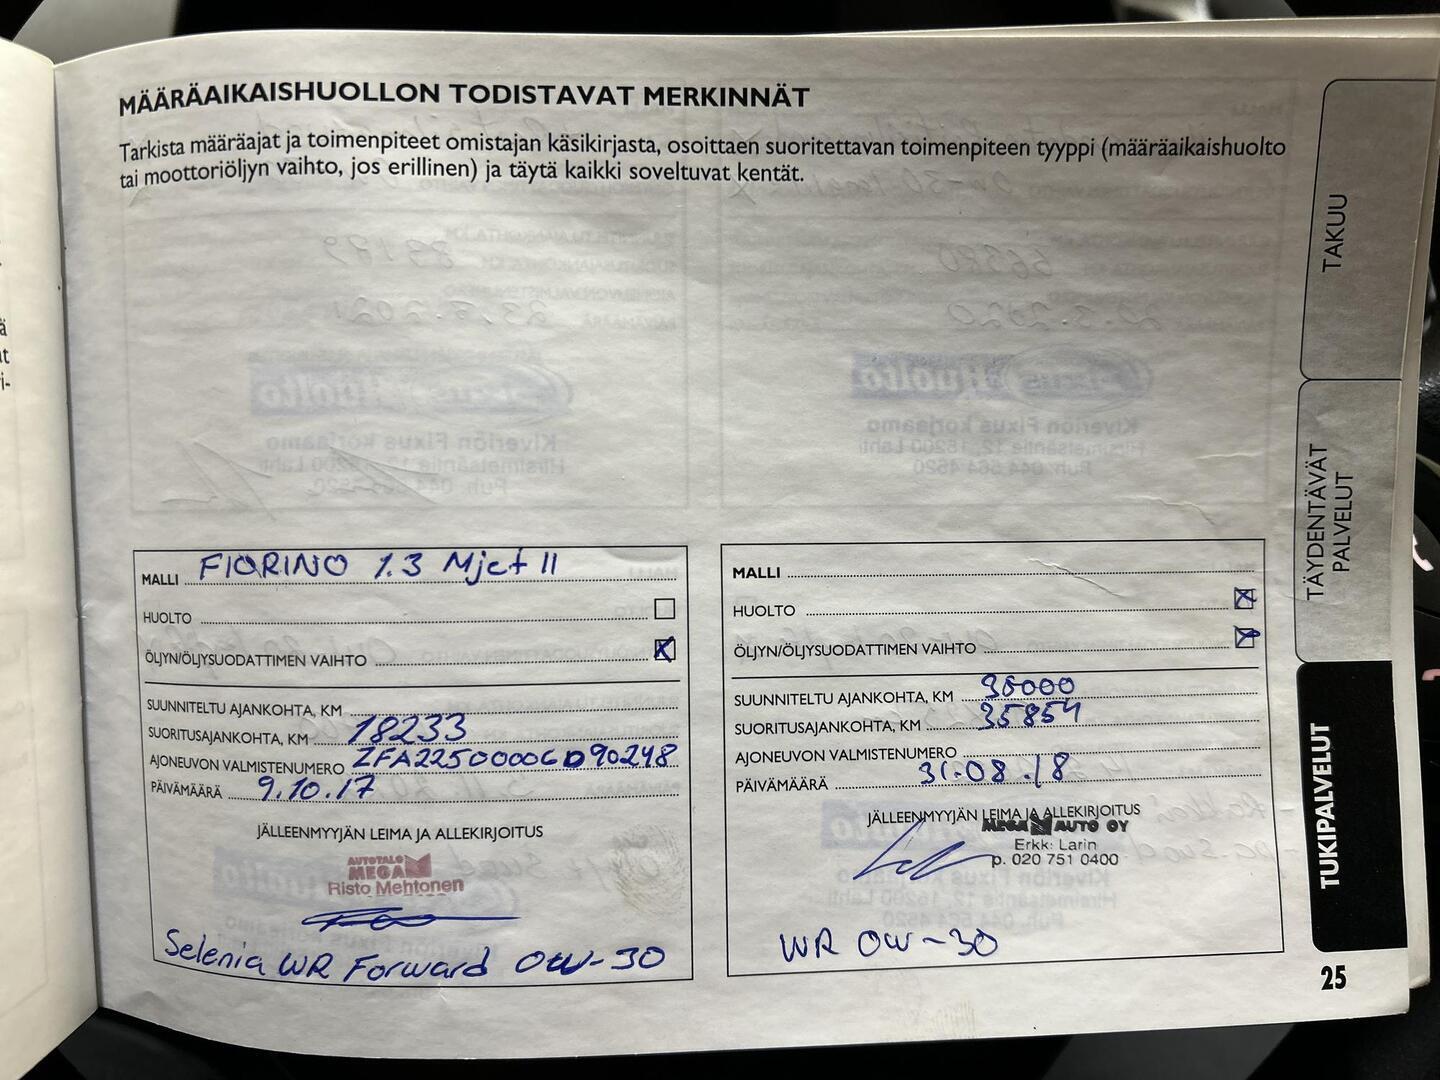 MÄÄRÄAIKAISHUOLLON TODISTAVAT MERKINNÄT
Tarkista määräajat ja toimenpiteet omistajan käsikirjasta, osoittaen suoritettavan toimenpiteen tyyppi (määräaikaishuolto
tai moottoriöljyn vaihto, jos erillinen) ja täytä kaikki soveltuvat kentät.
MALLI FIORINO 1.3 Mjet II
HUOLTO
ÖLJYN/ÖLJYSUODATTIMEN VAIHTO X
SUUNNITELTU AJANKOHTA, KM
SUORITUSAJANKOHTA, KM 18233
AJONEUVON VALMISTENUMERO ZFA22500006D90248
PÄIVÄMÄÄRÄ 9.10.17
JÄLLEENMYYJÄN LEIMA JA ALLEKIRJOITUS
AUTOTALO
MEGA
Risto Mehtonen
Selenia WR Forward 0W-30
MALLI
HUOLTO X
ÖLJYN/ÖLJYSUODATTIMEN VAIHTO X
SUUNNITELTU AJANKOHTA, KM 35000
SUORITUSAJANKOHTA, KM 35854
AJONEUVON VALMISTENUMERO
PÄIVÄMÄÄRÄ 31.08.18
JÄLLEENMYYJÄN LEIMA JA ALLEKIRJOITUS
MEGA AUTO OY
Erkki Larin
p. 020 751 0400
WR 0W-30
TAKUU
TÄYDENTÄVÄT
PALVELUT
TUKIPALVELUT
25